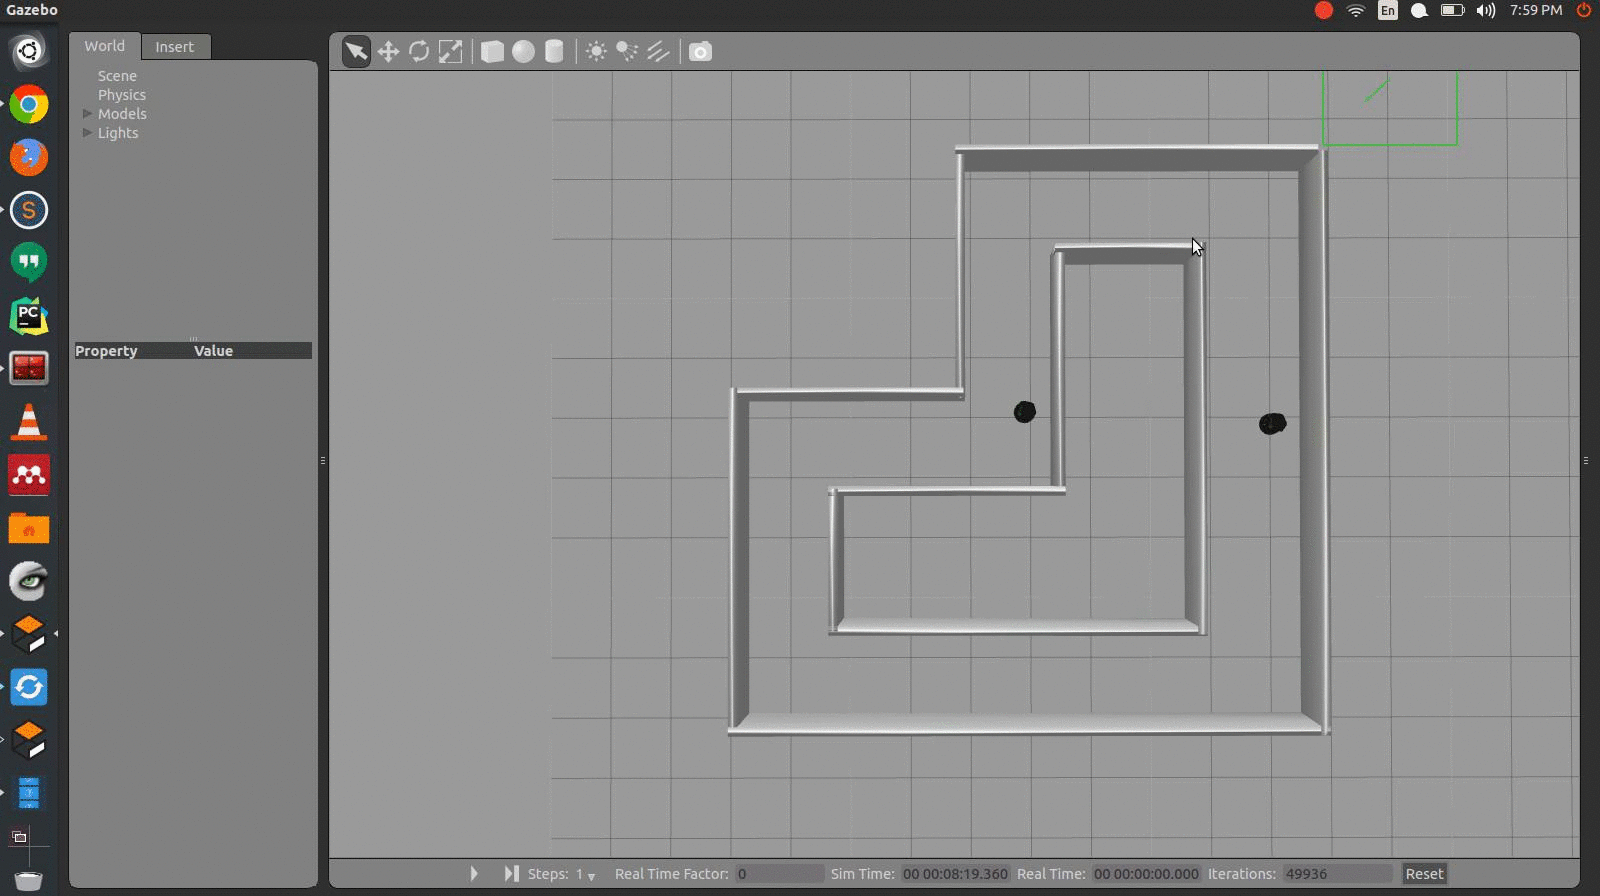 Gazebo
En
7:59 PM
World
Insert
Scene
Physics
Models
Lights
S
PC
Property
Value
Steps: 1
Real Time Factor: 0
Sim Time: 00 00:08:19.360
Real Time: 00 00:00:00.000
Iterations: 49936
Reset